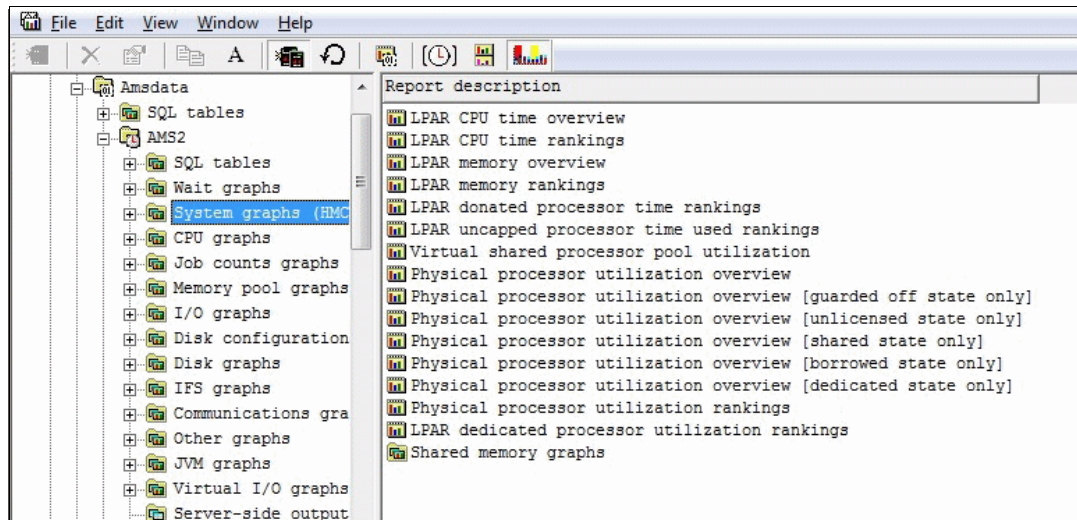 File Edit View Window Help
A
Amsdata
SQL tables
AMS2
SQL tables
Wait graphs
System graphs (HMC
CPU graphs
Job counts graphs
Memory pool graphs
I/O graphs
Disk configuration
Disk graphs
IFS graphs
Communications gra
Other graphs
JVM graphs
Virtual I/O graphs
Server-side output
Report description
LPAR CPU time overview
LPAR CPU time rankings
LPAR memory overview
LPAR memory rankings
LPAR donated processor time rankings
LPAR uncapped processor time used rankings
Virtual shared processor pool utilization
Physical processor utilization overview
Physical processor utilization overview [guarded off state only]
Physical processor utilization overview [unlicensed state only]
Physical processor utilization overview [shared state only]
Physical processor utilization overview [borrowed state only]
Physical processor utilization overview [dedicated state only]
Physical processor utilization rankings
LPAR dedicated processor utilization rankings
Shared memory graphs